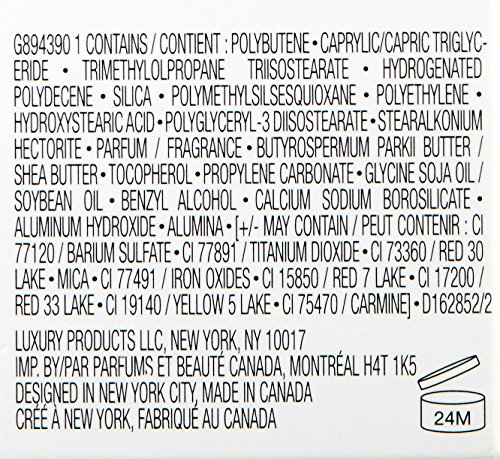 G894390 1 CONTAINS / CONTIENT : POLYBUTENE • CAPRYLIC/CAPRIC TRIGLYC-
ERIDE • TRIMETHYLOLPROPANE TRIISOSTEARATE • HYDROGENATED
POLYDECENE • SILICA • POLYMETHYLSILSESQUIOXANE • POLYETHYLENE •
HYDROXYSTEARIC ACID • POLYGLYCERYL-3 DIISOSTEARATE • STEARALKONIUM
HECTORITE • PARFUM / FRAGRANCE • BUTYROSPERMUM PARKII BUTTER /
SHEA BUTTER • TOCOPHEROL • PROPYLENE CARBONATE • GLYCINE SOJA OIL /
SOYBEAN OIL • BENZYL ALCOHOL • CALCIUM SODIUM BOROSILICATE •
ALUMINUM HYDROXIDE • ALUMINA • [+/- MAY CONTAIN / PEUT CONTENIR : CI
77120 / BARIUM SULFATE • CI 77891 / TITANIUM DIOXIDE • CI 73360 / RED 30
LAKE • MICA • CI 77491 / IRON OXIDES • CI 15850 / RED 7 LAKE • CI 17200 /
RED 33 LAKE • CI 19140 / YELLOW 5 LAKE • CI 75470 / CARMINE] • D162852/2
LUXURY PRODUCTS LLC, NEW YORK, NY 10017
IMP. BY/PAR PARFUMS ET BEAUTÉ CANADA, MONTRÉAL H4T 1K5
DESIGNED IN NEW YORK CITY, MADE IN CANADA
CRÉÉ À NEW YORK, FABRIQUÉ AU CANADA
24M